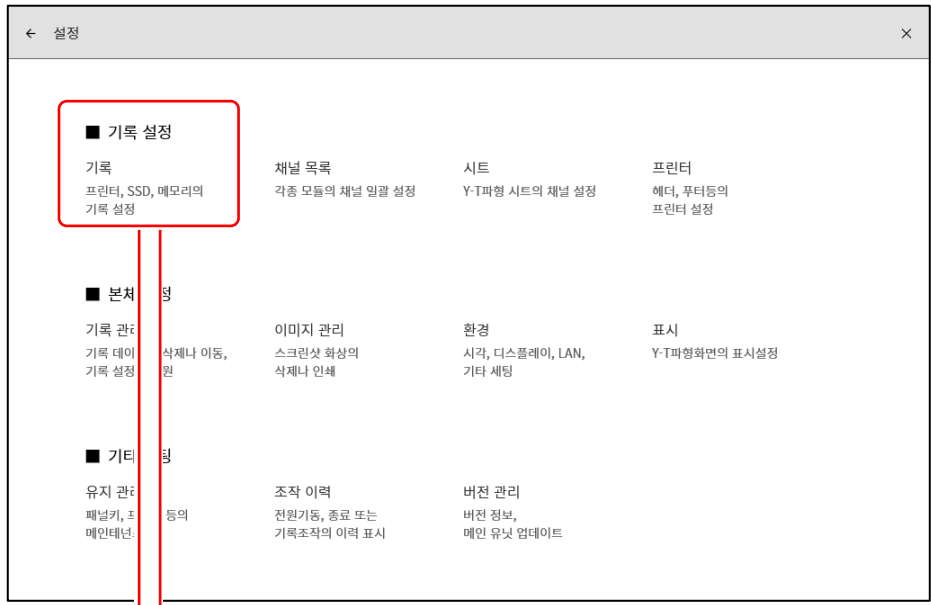 ← 설정 ×
■ 기록 설정
기록 채널 목록 시트 프린터
프린터, SSD, 메모리의 각종 모듈의 채널 일괄 설정 Y-T파형 시트의 채널 설정 헤더, 푸터등의
기록 설정 프린터 설정
■ 본체 정
기록 관 이미지 관리 환경 표시
기록 데이 삭제나 이동, 스크린샷 화상의 시각, 디스플레이, LAN, Y-T파형화면의 표시설정
기록 설정 원 삭제나 인쇄 기타 세팅
■ 기타 팅
유지 관 조작 이력 버전 관리
패널키, 등의 전원기동, 종료 또는 버전 정보,
메인테넌 기록조작의 이력 표시 메인 유닛 업데이트